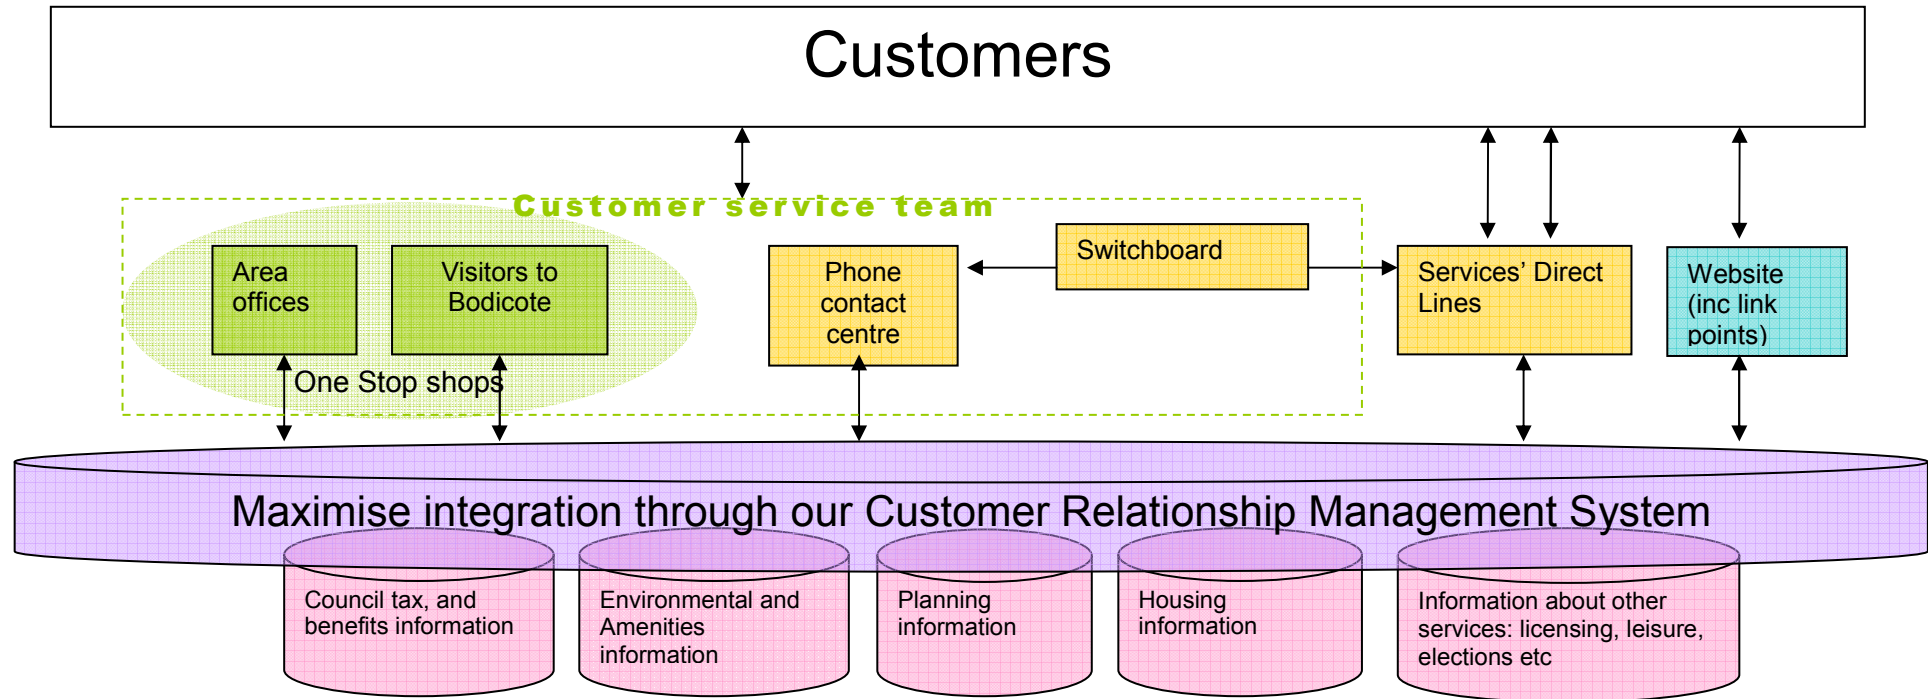 Customers
Customer service team
Area
offices
Visitors to
Bodicote
One Stop shops
Phone
contact
centre
Switchboard
Services’ Direct
Lines
Website
(inc link
points)
Maximise integration through our Customer Relationship Management System
Council tax, and
benefits information
Environmental and
Amenities
information
Planning
information
Housing
information
Information about other
services: licensing, leisure,
elections etc